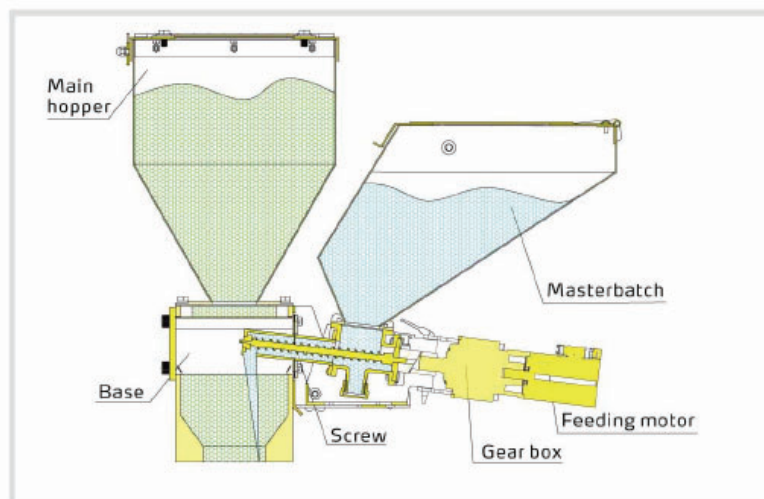 Main
hopper
Masterbatch
Base
Screw
Feeding motor
Gear box